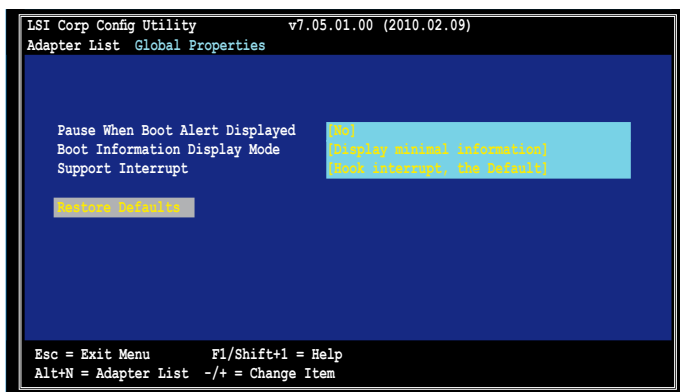 LSI Corp Config Utility v7.05.01.00 (2010.02.09)
Adapter List Global Properties
Pause When Boot Alert Displayed [No]
Boot Information Display Mode [Display minimal information]
Support Interrupt [Hook interrupt, the Default]
Restore Defaults
Esc = Exit Menu F1/Shift+1 = Help
Alt+N = Adapter List -/+ = Change Item